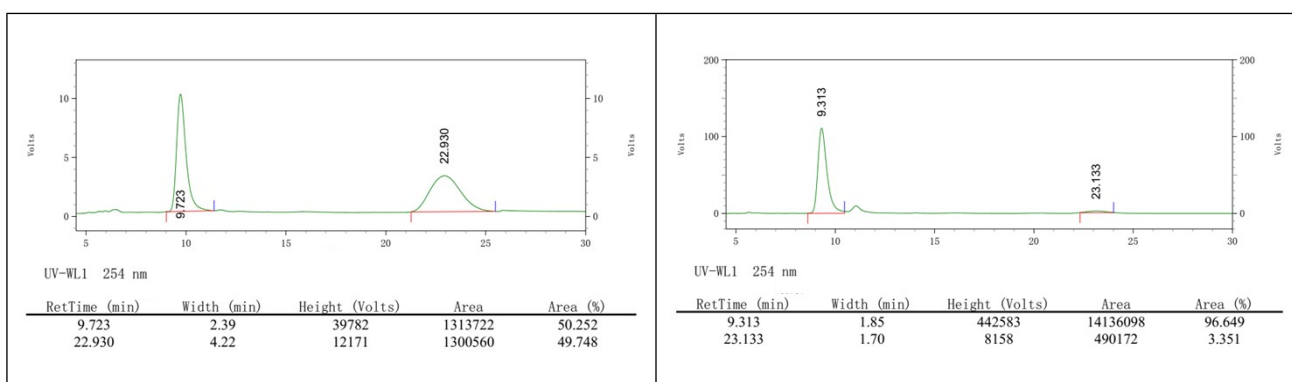 Volts
10
5
0
9.723
22.930
10
5
0
5 10 15 20 25 30
UV-WL1 254 nm
RetTime (min) Width (min) Height (Volts) Area Area (%)
9.723 2.39 39782 1313722 50.252
22.930 4.22 12171 1300560 49.748
Volts
200
100
0
9.313
23.133
200
100
0
Volts
5 10 15 20 25 30
UV-WL1 254 nm
RetTime (min) Width (min) Height (Volts) Area Area (%)
9.313 1.85 442583 14136098 96.649
23.133 1.70 8158 490172 3.351